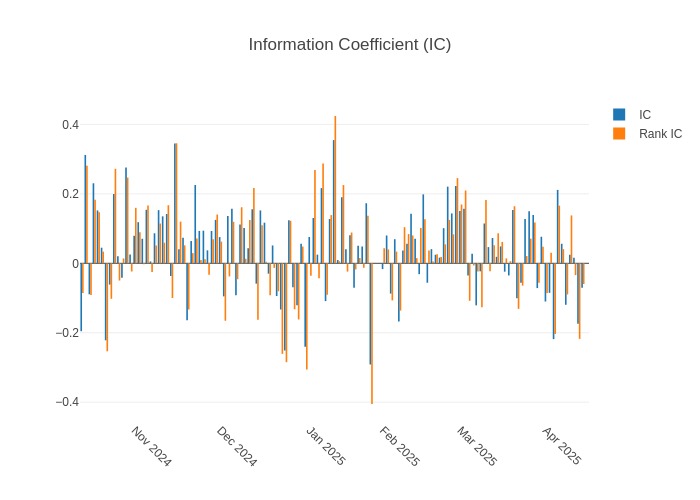 Information Coefficient (IC)
IC
Rank IC
0.4
0.2
0
−0.2
−0.4
Nov 2024
Dec 2024
Jan 2025
Feb 2025
Mar 2025
Apr 2025